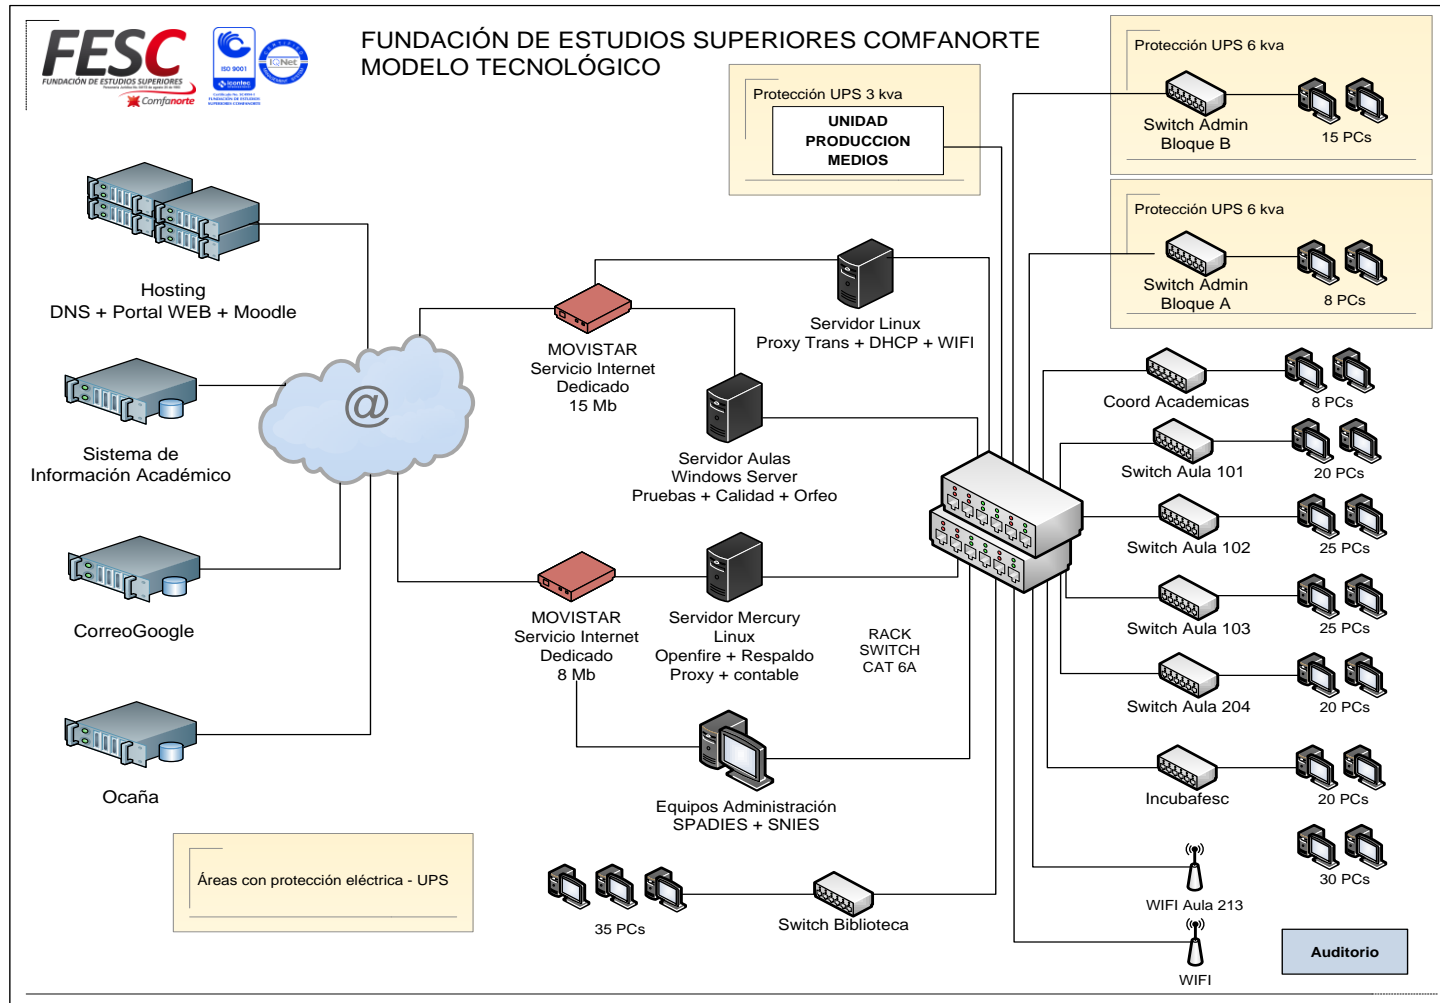 FESC
FUNDACIÓN DE ESTUDIOS SUPERIORES
Comfanorte
ISO 9001
icontec
FUNDACIÓN DE ESTUDIOS
SUPERIORES COMFANORTE
IQNet
FUNDACIÓN DE ESTUDIOS SUPERIORES COMFANORTE
MODELO TECNOLÓGICO
Protección UPS 3 kva
UNIDAD
PRODUCCION
MEDIOS
Protección UPS 6 kva
Switch Admin
Bloque B
15 PCs
Protección UPS 6 kva
Switch Admin
Bloque A
8 PCs
Hosting
DNS + Portal WEB + Moodle
Sistema de
Información Académico
CorreoGoogle
Ocaña
@
MOVISTAR
Servicio Internet
Dedicado
15 Mb
Servidor Linux
Proxy Trans + DHCP + WIFI
Servidor Aulas
Windows Server
Pruebas + Calidad + Orfeo
MOVISTAR
Servicio Internet
Dedicado
8 Mb
Servidor Mercury
Linux
Openfire + Respaldo
Proxy + contable
RACK
SWITCH
CAT 6A
Equipos Administración
SPADIES + SNIES
Coord Academicas
8 PCs
Switch Aula 101
20 PCs
Switch Aula 102
25 PCs
Switch Aula 103
25 PCs
Switch Aula 204
20 PCs
Incubafesc
20 PCs
30 PCs
WIFI Aula 213
WIFI
Auditorio
Áreas con protección eléctrica - UPS
35 PCs
Switch Biblioteca